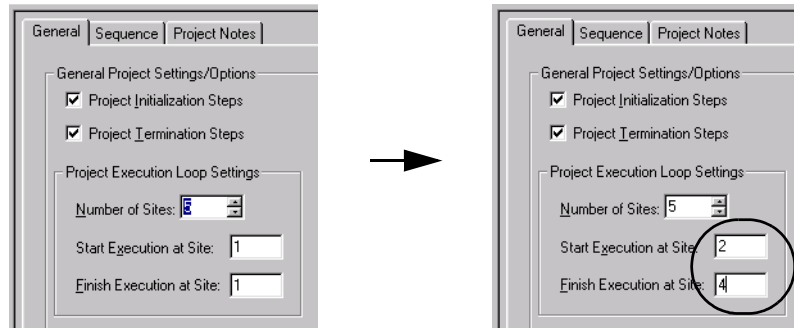 General Sequence Project Notes
General Project Settings/Options
Project Initialization Steps
Project Termination Steps
Project Execution Loop Settings
Number of Sites: 5
Start Execution at Site: 1
Finish Execution at Site: 1
General Sequence Project Notes
General Project Settings/Options
Project Initialization Steps
Project Termination Steps
Project Execution Loop Settings
Number of Sites: 5
Start Execution at Site: 2
Finish Execution at Site: 4